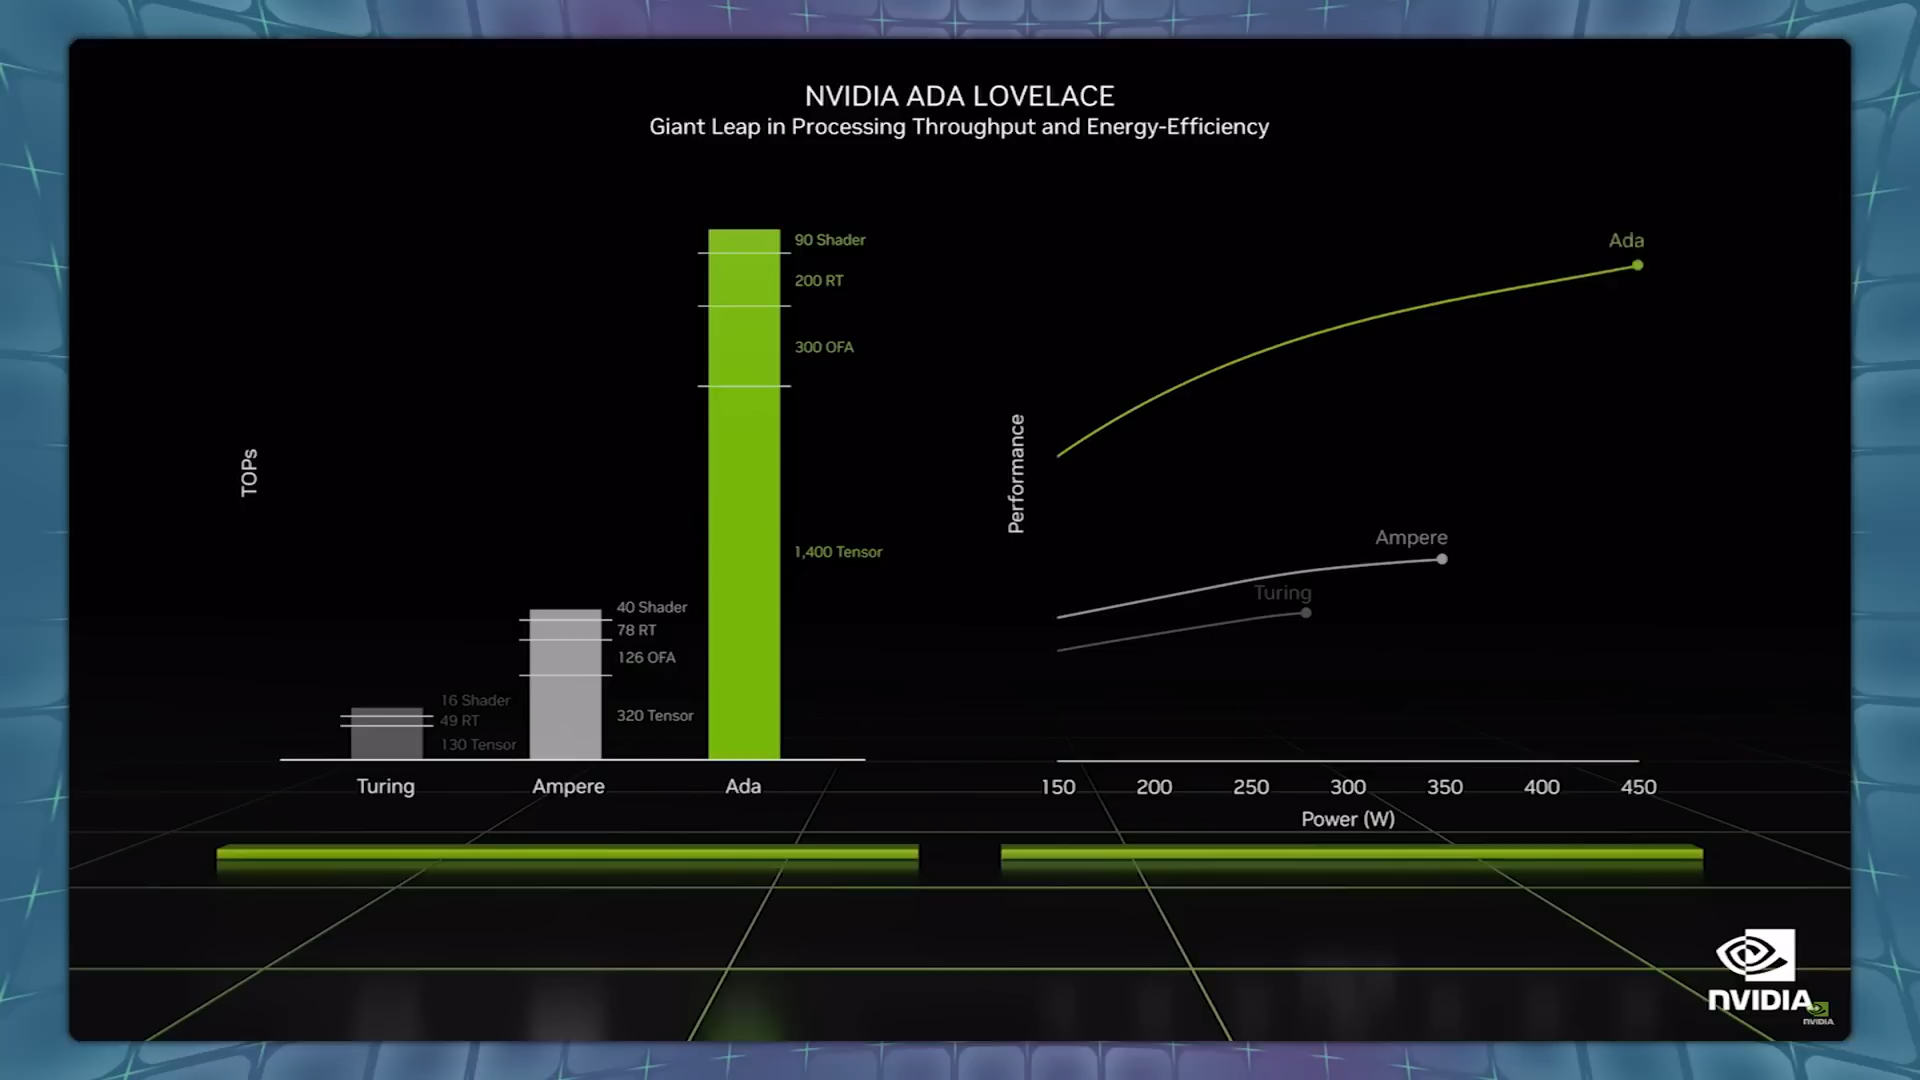 NVIDIA ADA LOVELACE
Giant Leap in Processing Throughput and Energy-Efficiency
TOPs
90 Shader
200 RT
300 OFA
1,400 Tensor
40 Shader
78 RT
126 OFA
320 Tensor
16 Shader
49 RT
130 Tensor
Turing
Ampere
Ada
Performance
Ada
Ampere
Turing
150 200 250 300 350 400 450
Power (W)
NVIDIA
NVIDIA